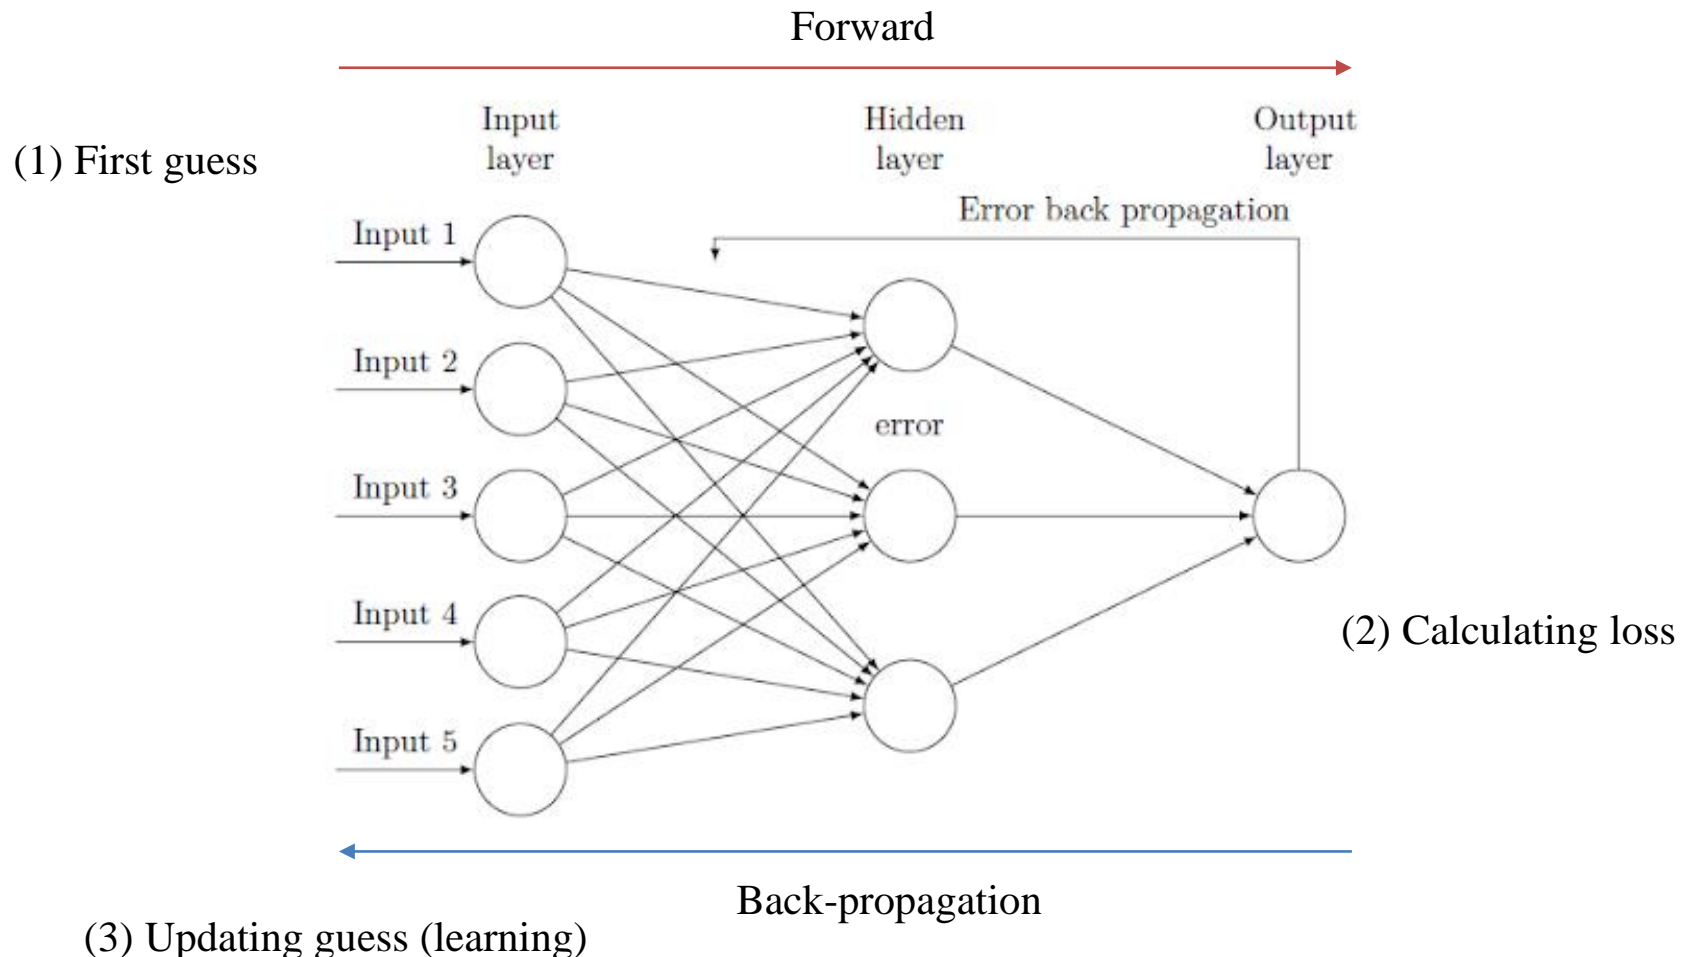 Forward
Input
layer
Hidden
layer
Output
layer
(1) First guess
Error back propagation
Input 1
Input 2
error
Input 3
Input 4
(2) Calculating loss
Input 5
Back-propagation
(3) Updating guess (learning)